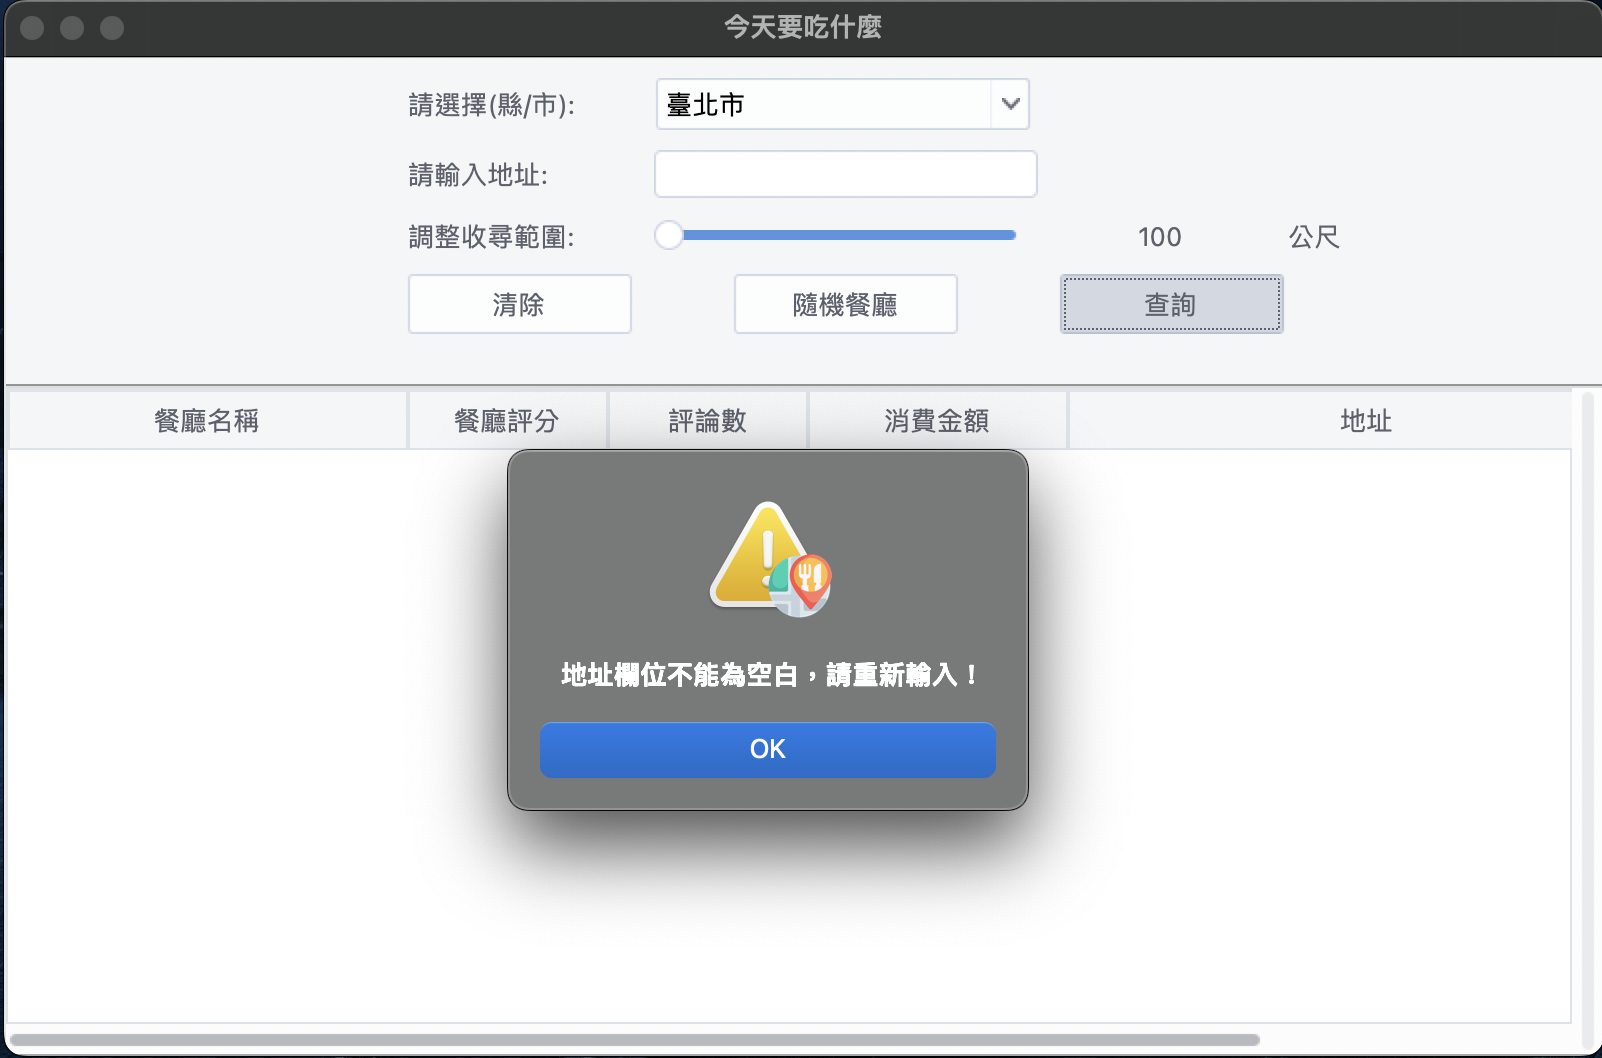 今天要吃什麼
請選擇(縣/市):
臺北市
請輸入地址:
調整收尋範圍:
100
公尺
清除
隨機餐廳
查詢
餐廳名稱
餐廳評分
評論數
消費金額
地址
地址欄位不能為空白，請重新輸入！
OK